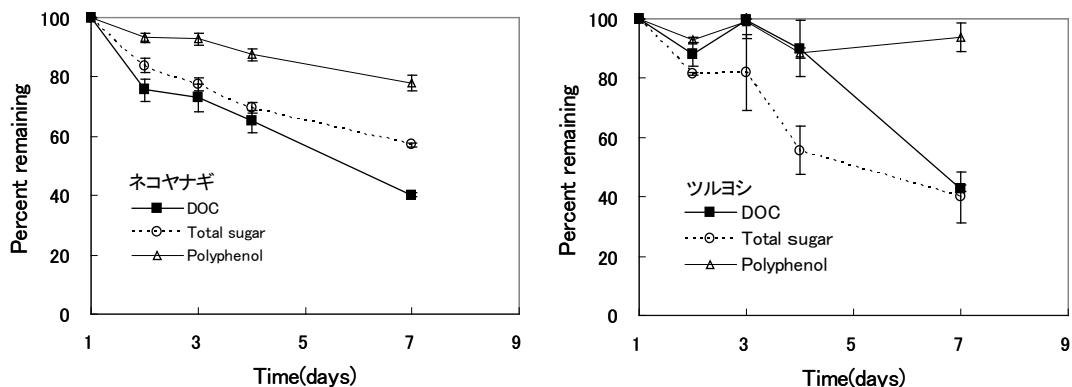 100
80
60
40
20
0
Percent remaining
ネコヤナギ
DOC
Total sugar
Polyphenol
1 3 5 7 9
Time(days)
100
80
60
40
20
0
Percent remaining
ツルヨシ
DOC
Total sugar
Polyphenol
1 3 5 7 9
Time(days)